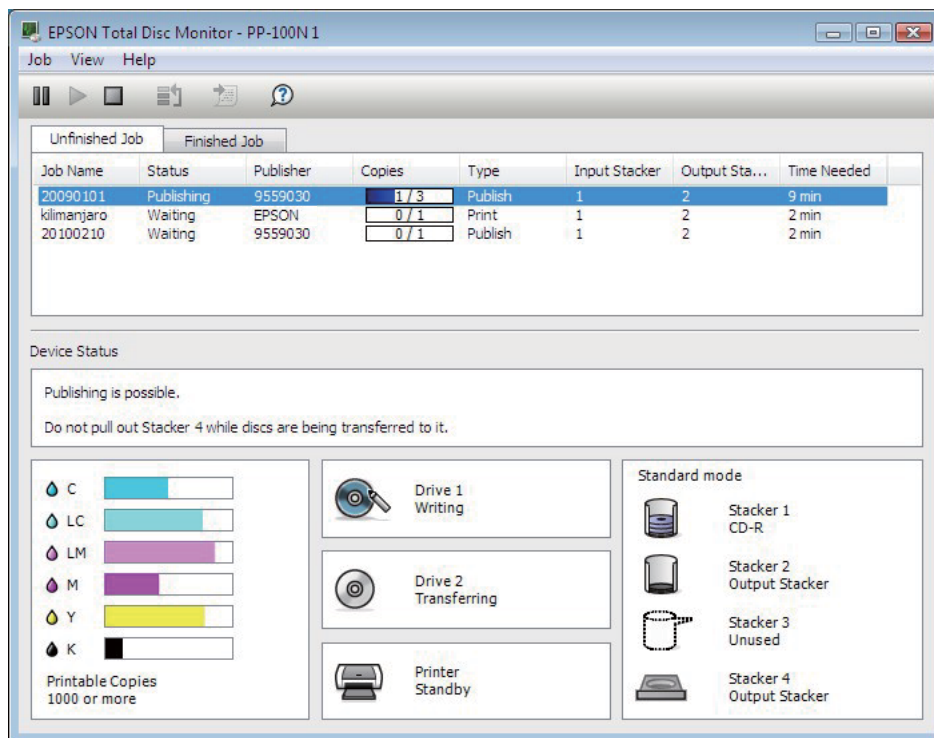 EPSON Total Disc Monitor - PP-100N 1
Job View Help
Unfinished Job Finished Job
Job Name Status Publisher Copies Type Input Stacker Output Sta... Time Needed
20090101 Publishing 9559030 1 / 3 Publish 1 2 9 min
kilimanjaro Waiting EPSON 0 / 1 Print 1 2 2 min
20100210 Waiting 9559030 0 / 1 Publish 1 2 2 min
Device Status
Publishing is possible.
Do not pull out Stacker 4 while discs are being transferred to it.
C
LC
LM
M
Y
K
Printable Copies
1000 or more
Drive 1
Writing
Drive 2
Transferring
Printer
Standby
Standard mode
Stacker 1
CD-R
Stacker 2
Output Stacker
Stacker 3
Unused
Stacker 4
Output Stacker